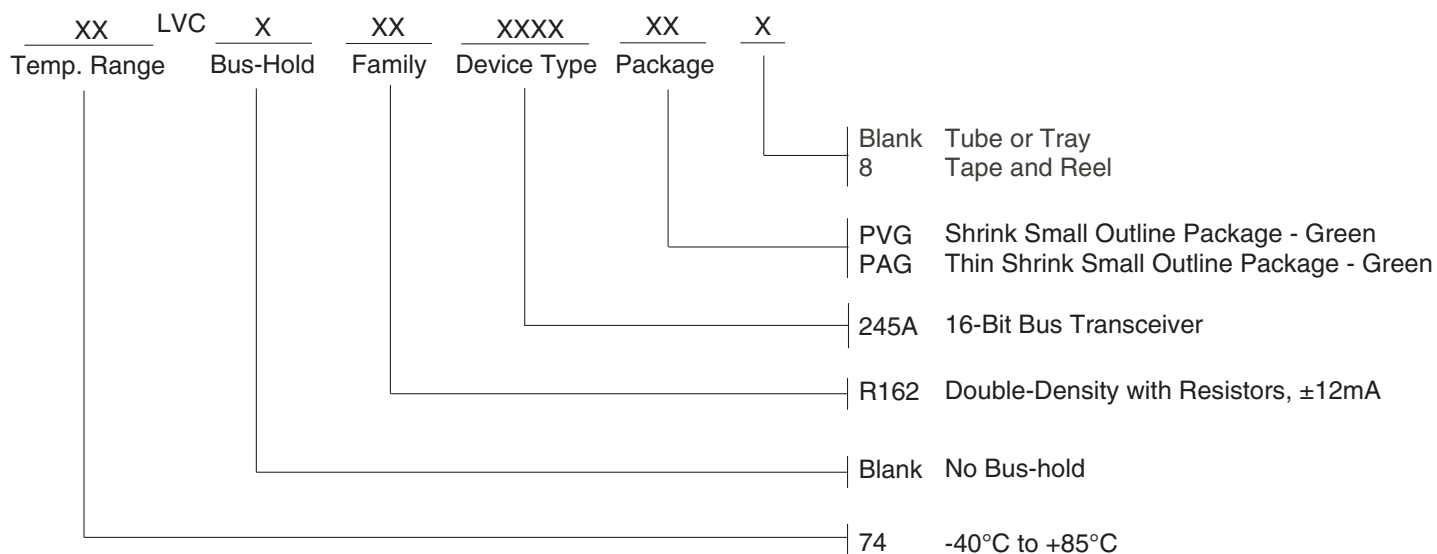 XX LVC X XX XXXX XX X
Temp. Range Bus-Hold Family Device Type Package
Blank Tube or Tray
8 Tape and Reel
PVG Shrink Small Outline Package - Green
PAG Thin Shrink Small Outline Package - Green
245A 16-Bit Bus Transceiver
R162 Double-Density with Resistors, ±12mA
Blank No Bus-hold
74 -40°C to +85°C